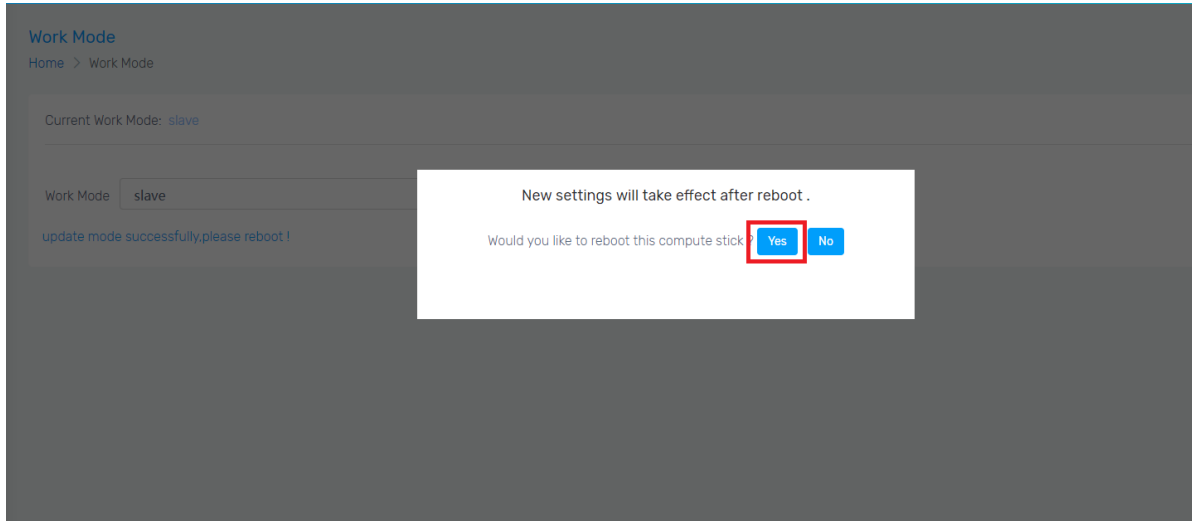 Work Mode
Home > Work Mode
Current Work Mode: slave
Work Mode slave
update mode successfully,please reboot !
New settings will take effect after reboot .
Would you like to reboot this compute stick ? Yes No